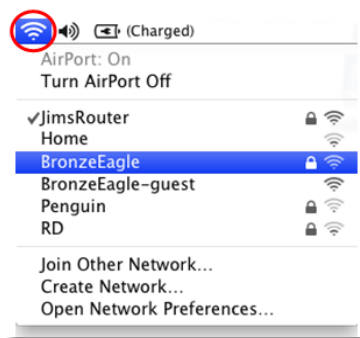 (Charged)
AirPort: On
Turn AirPort Off
✓JimsRouter
Home
BronzeEagle
BronzeEagle-guest
Penguin
RD
Join Other Network...
Create Network...
Open Network Preferences...